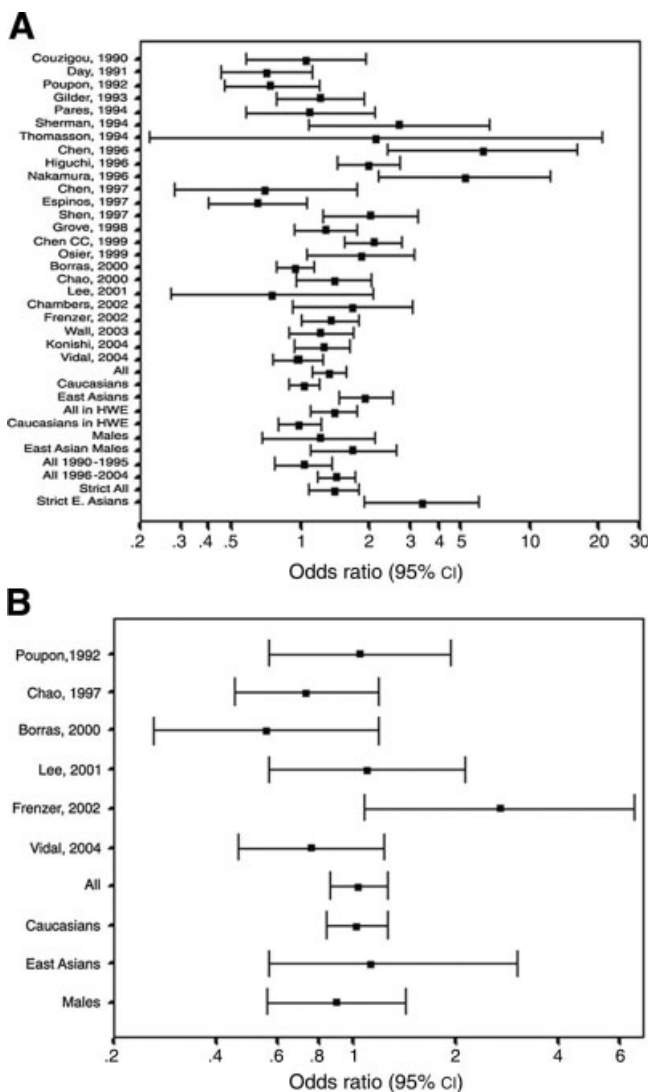 A
Couzigou, 1990
Day, 1991
Poupon, 1992
Gilder, 1993
Pares, 1994
Sherman, 1994
Thomasson, 1994
Chen, 1996
Higuchi, 1996
Nakamura, 1996
Chen, 1997
Espinos, 1997
Shen, 1997
Grove, 1998
Chen CC, 1999
Osier, 1999
Borras, 2000
Chao, 2000
Lee, 2001
Chambers, 2002
Frenzer, 2002
Wall, 2003
Konishi, 2004
Vidal, 2004
All
Caucasians
East Asians
All in HWE
Caucasians in HWE
Males
East Asian Males
All 1990-1995
All 1996-2004
Strict All
Strict E. Asians
.2 .3 .4 .5 1 2 3 4 5 10 20 30
Odds ratio (95% CI)
B
Poupon,1992
Chao, 1997
Borras, 2000
Lee, 2001
Frenzer, 2002
Vidal, 2004
All
Caucasians
East Asians
Males
0.2 0.4 .6 .8 1 2 4 6
Odds ratio (95% CI)